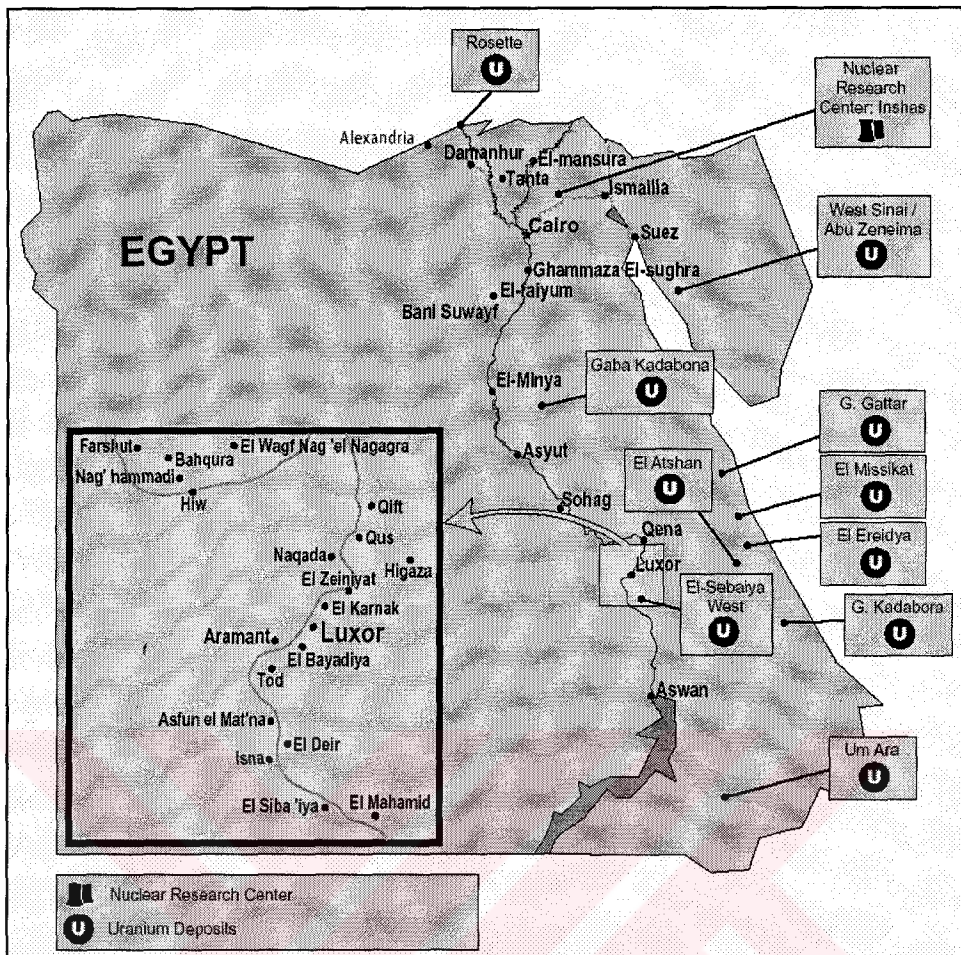 Rosette
U
Nuclear
Research
Center; Inshas
Alexandria
Damanhur
El-mansura
Tanta
Ismailia
West Sinai /
Abu Zeneima
U
EGYPT
Cairo
Suez
Ghammaza El-sughra
El-faiyum
Bani Suwayf
Gaba Kadabona
U
El-Minya
G. Gattar
U
Asyut
El Atshan
U
El Missikat
U
Sohag
Qena
El Ereidya
U
Luxor
El-Sebaiya
West
U
G. Kadabora
U
Aswan
Um Ara
U
Farshut
El Wagf Nag 'el Nagagra
Bahqura
Nag' hammadi
Hiw
Qift
Qus
Naqada
Higaza
El Zeiniyat
El Karnak
Luxor
Aramant
El Bayadiya
Tod
Asfun el Mat'na
El Deir
Isna
El Siba 'iya
El Mahamid
Nuclear Research Center
U
Uranium Deposits